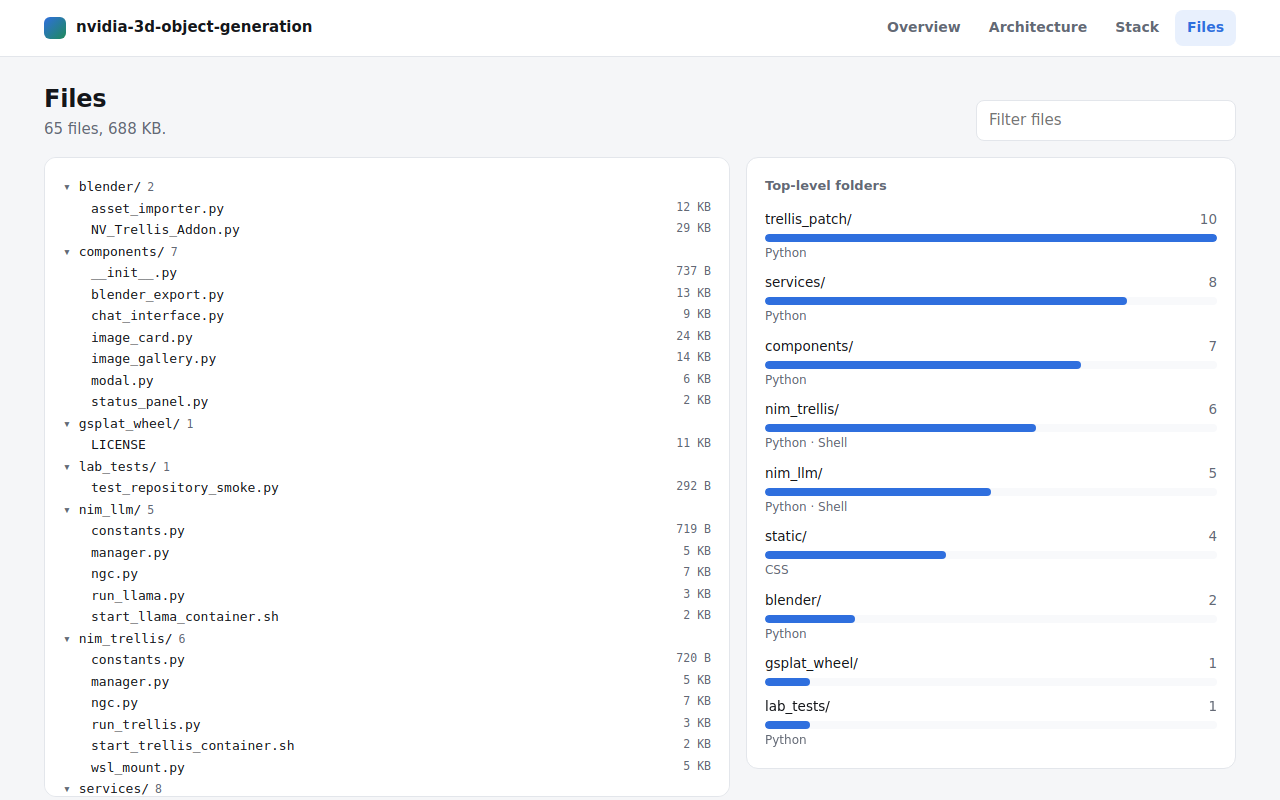 nvidia-3d-object-generation
Overview
Architecture
Stack
Files
Files
65 files, 688 KB.
Filter files
▾ blender/ 2
asset_importer.py 12 KB
NV_Trellis_Addon.py 29 KB
▾ components/ 7
__init__.py 737 B
blender_export.py 13 KB
chat_interface.py 9 KB
image_card.py 24 KB
image_gallery.py 14 KB
modal.py 6 KB
status_panel.py 2 KB
▾ gsplat_wheel/ 1
LICENSE 11 KB
▾ lab_tests/ 1
test_repository_smoke.py 292 B
▾ nim_llm/ 5
constants.py 719 B
manager.py 5 KB
ngc.py 7 KB
run_llama.py 3 KB
start_llama_container.sh 2 KB
▾ nim_trellis/ 6
constants.py 720 B
manager.py 5 KB
ngc.py 7 KB
run_trellis.py 3 KB
start_trellis_container.sh 2 KB
wsl_mount.py 5 KB
▾ services/ 8
Top-level folders
trellis_patch/ 10
Python
services/ 8
Python
components/ 7
Python
nim_trellis/ 6
Python · Shell
nim_llm/ 5
Python · Shell
static/ 4
CSS
blender/ 2
Python
gsplat_wheel/ 1
lab_tests/ 1
Python